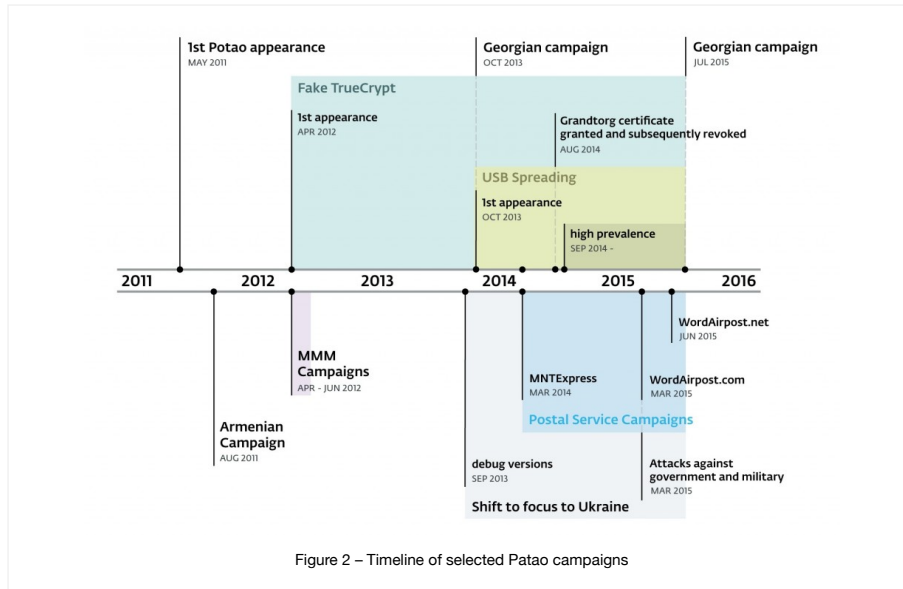 1st Potao appearance
MAY 2011
Georgian campaign
OCT 2013
Georgian campaign
JUL 2015
Fake TrueCrypt
1st appearance
APR 2012
Grandtorg certificate
granted and subsequently revoked
AUG 2014
USB Spreading
1st appearance
OCT 2013
high prevalence
SEP 2014 -
2011 2012 2013 2014 2015 2016
WordAirpost.net
JUN 2015
MMM
Campaigns
APR - JUN 2012
MNTExpress
MAR 2014
WordAirpost.com
MAR 2015
Postal Service Campaigns
Armenian
Campaign
AUG 2011
debug versions
SEP 2013
Attacks against
government and military
MAR 2015
Shift to focus to Ukraine
Figure 2 – Timeline of selected Patao campaigns